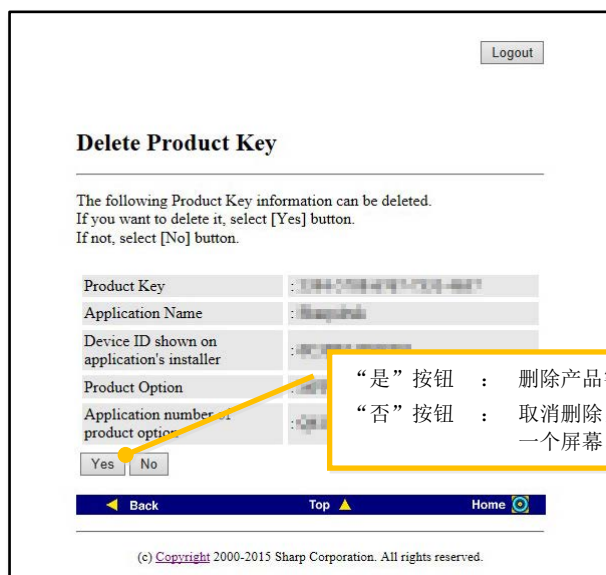 Logout
Delete Product Key
The following Product Key information can be deleted.
If you want to delete it, select [Yes] button.
If not, select [No] button.
Product Key :
Application Name :
Device ID shown on
application's installer :
Product Option :
Application number of
product option :
“是”按钮 : 删除产品
“否”按钮 : 取消删除
一个屏幕
Yes No
Back Top Home
(c) Copyright 2000-2015 Sharp Corporation. All rights reserved.